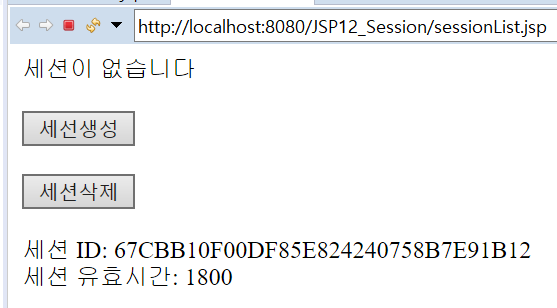 http://localhost:8080/JSP12_Session/sessionList.jsp
세션이 없습니다
세선생성
세션삭제
세션 ID: 67CBB10F00DF85E824240758B7E91B12
세션 유효시간: 1800